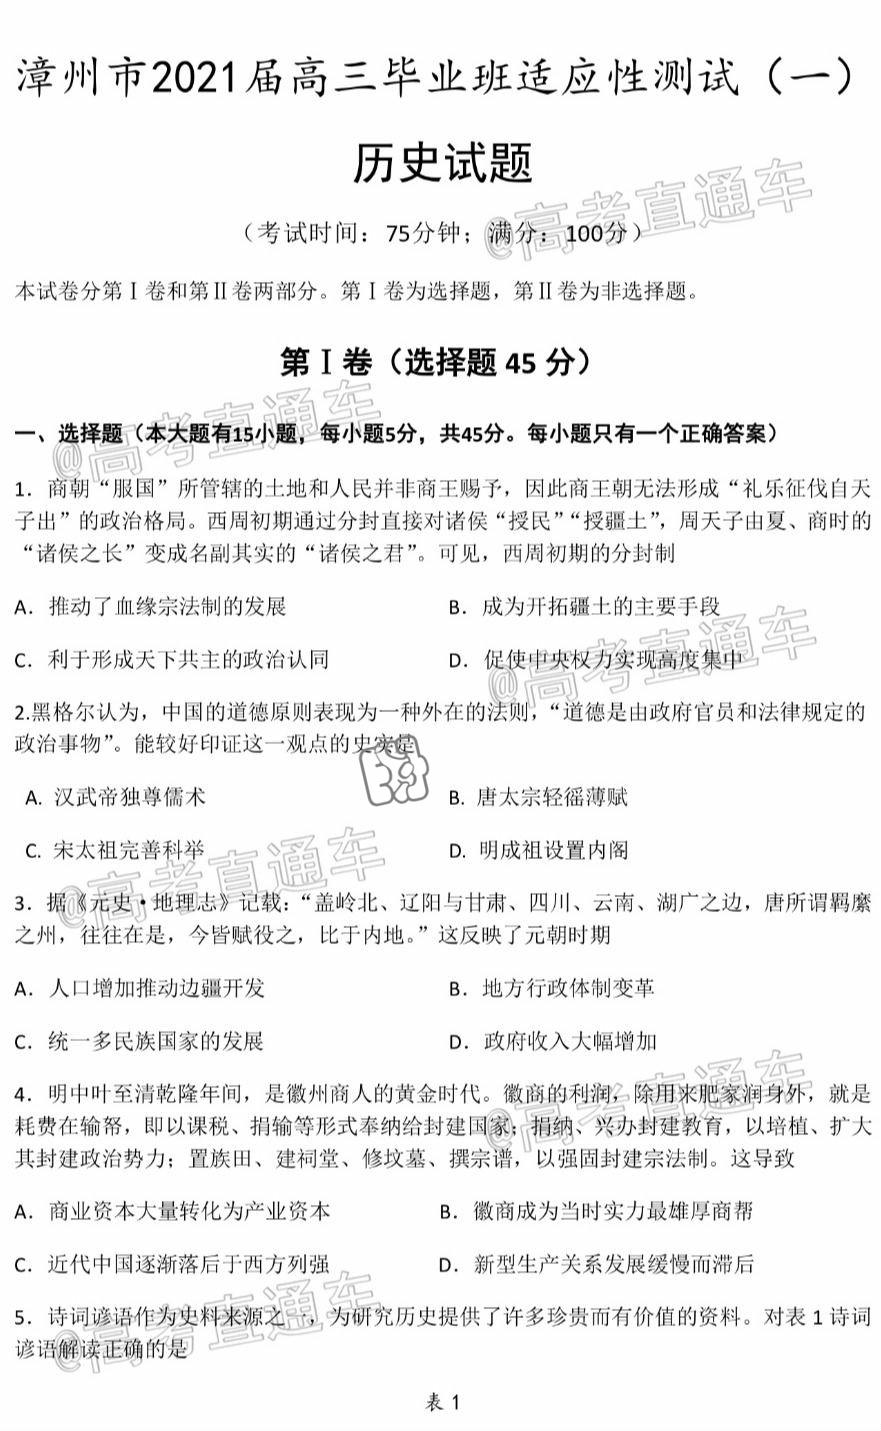 漳州市2021届高三毕业班适应性测试（一）
历史试题
（考试时间：75分钟；满分：100分）
本试卷分第Ⅰ卷和第Ⅱ卷两部分。第Ⅰ卷为选择题，第Ⅱ卷为非选择题。
第Ⅰ卷（选择题 45 分）
一、选择题（本大题有15小题，每小题5分，共45分。每小题只有一个正确答案）
1．商朝“服国”所管辖的土地和人民并非商王赐予，因此商王朝无法形成“礼乐征伐自天
子出”的政治格局。西周初期通过分封直接对诸侯“授民”“授疆土”，周天子由夏、商时的
“诸侯之长”变成名副其实的“诸侯之君”。可见，西周初期的分封制
A．推动了血缘宗法制的发展 B．成为开拓疆土的主要手段
C．利于形成天下共主的政治认同 D．促使中央权力实现高度集中
2.黑格尔认为，中国的道德原则表现为一种外在的法则，“道德是由政府官员和法律规定的
政治事物”。能较好印证这一观点的史实是
A. 汉武帝独尊儒术 B. 唐太宗轻徭薄赋
C. 宋太祖完善科举 D. 明成祖设置内阁
3．据《元史·地理志》记载：“盖岭北、辽阳与甘肃、四川、云南、湖广之边，唐所谓羁縻
之州，往往在是，今皆赋役之，比于内地。”这反映了元朝时期
A．人口增加推动边疆开发 B．地方行政体制变革
C．统一多民族国家的发展 D．政府收入大幅增加
4．明中叶至清乾隆年间，是徽州商人的黄金时代。徽商的利润，除用来肥家润身外，就是
耗费在输帑，即以课税、捐输等形式奉纳给封建国家；捐纳、兴办封建教育，以培植、扩大
其封建政治势力；置族田、建祠堂、修坟墓、撰宗谱，以强固封建宗法制。这导致
A．商业资本大量转化为产业资本 B．徽商成为当时实力最雄厚商帮
C．近代中国逐渐落后于西方列强 D．新型生产关系发展缓慢而滞后
5．诗词谚语作为史料来源之一，为研究历史提供了许多珍贵而有价值的资料。对表 1 诗词
谚语解读正确的是
表 1
@高考直通车
@高考直通车
@高考直通车
@高考直通车
@高考直通车
@高考直通车